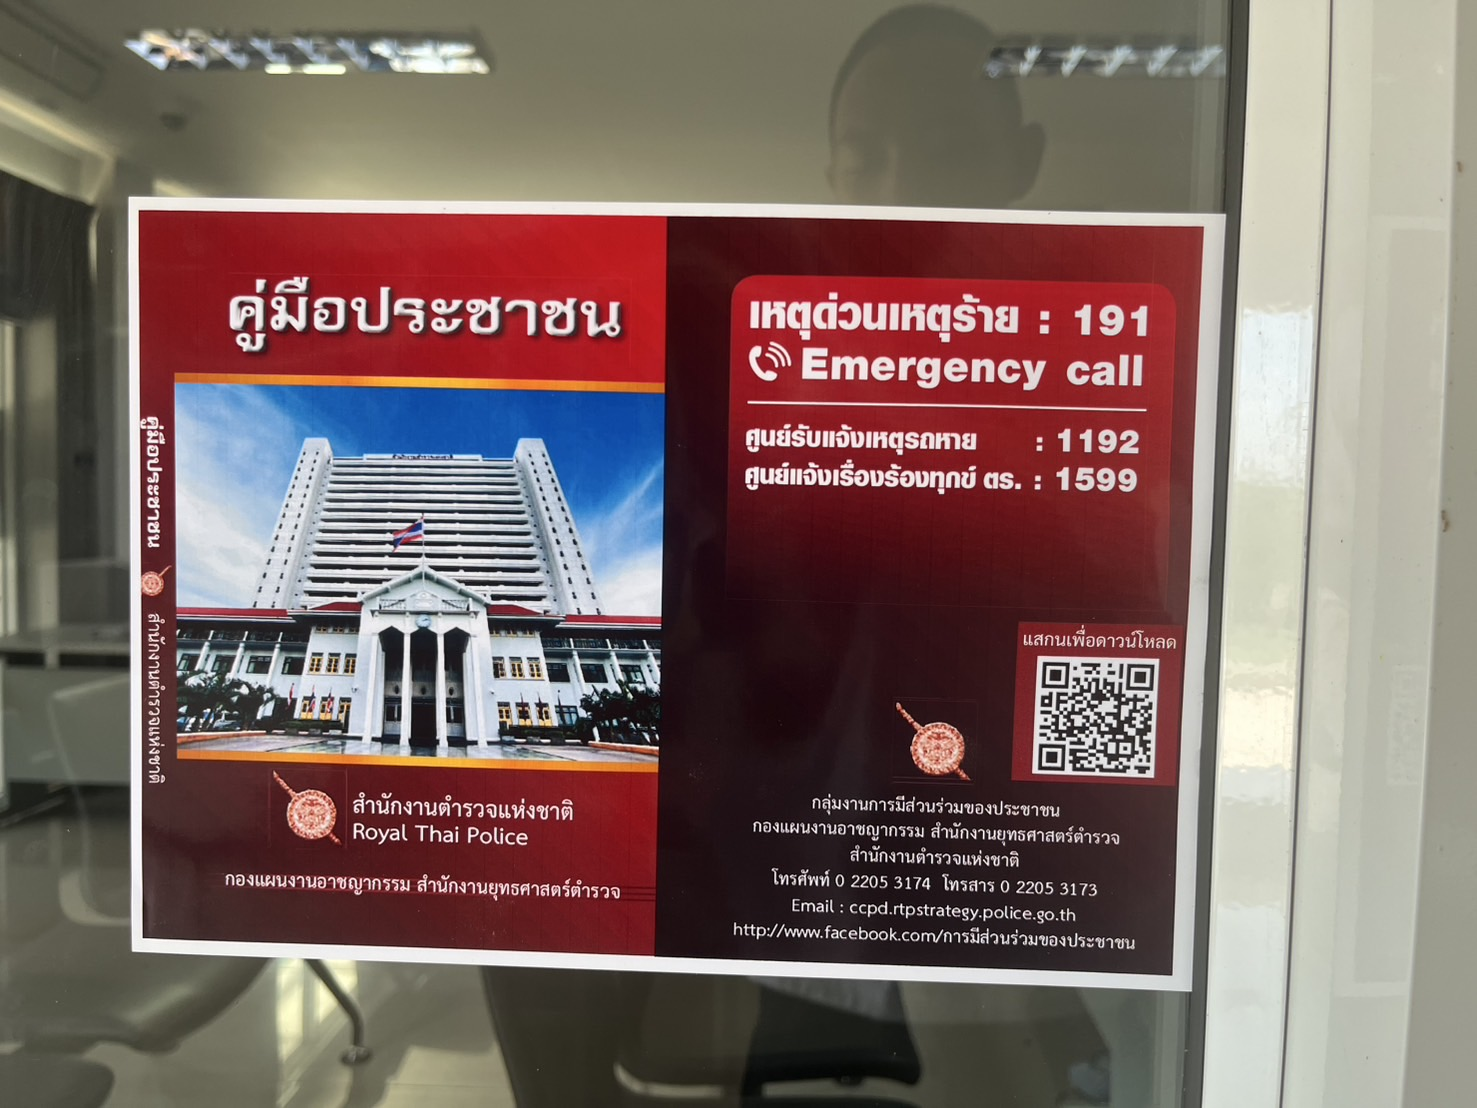 คู่มือประชาชน
คู่มือประชาชน
สำนักงานตำรวจแห่งชาติ
สำนักงานตำรวจแห่งชาติ
Royal Thai Police
กองแผนงานอาชญากรรม สำนักงานยุทธศาสตร์ตำรวจ
เหตุด่วนเหตุร้าย : 191
Emergency call
ศูนย์รับแจ้งเหตุรถหาย : 1192
ศูนย์แจ้งเรื่องร้องทุกข์ ตร. : 1599
แสกนเพื่อดาวน์โหลด
กลุ่มงานการมีส่วนร่วมของประชาชน
กองแผนงานอาชญากรรม สำนักงานยุทธศาสตร์ตำรวจ
สำนักงานตำรวจแห่งชาติ
โทรศัพท์ 0 2205 3174 โทรสาร 0 2205 3173
Email : ccpd.rtpstrategy.police.go.th
http://www.facebook.com/การมีส่วนร่วมของประชาชน